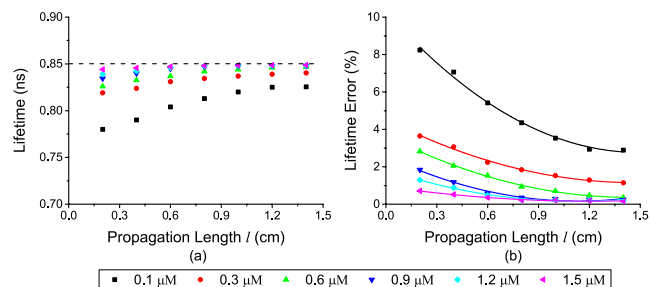 0.90
0.85
0.80
0.75
0.70
Lifetime (ns)
0.0 0.3 0.6 0.9 1.2 1.5
Propagation Length l (cm)
(a)
10
8
6
4
2
0
Lifetime Error (%)
0.0 0.3 0.6 0.9 1.2 1.5
Propagation Length l (cm)
(b)
0.1 μM 0.3 μM 0.6 μM 0.9 μM 1.2 μM 1.5 μM